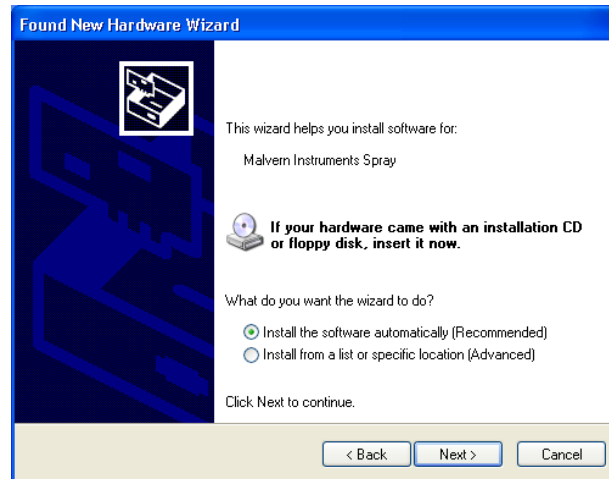 Found New Hardware Wizard
This wizard helps you install software for:
Malvern Instruments Spray
If your hardware came with an installation CD
or floppy disk, insert it now.
What do you want the wizard to do?
Install the software automatically (Recommended)
Install from a list or specific location (Advanced)
Click Next to continue.
< Back Next > Cancel